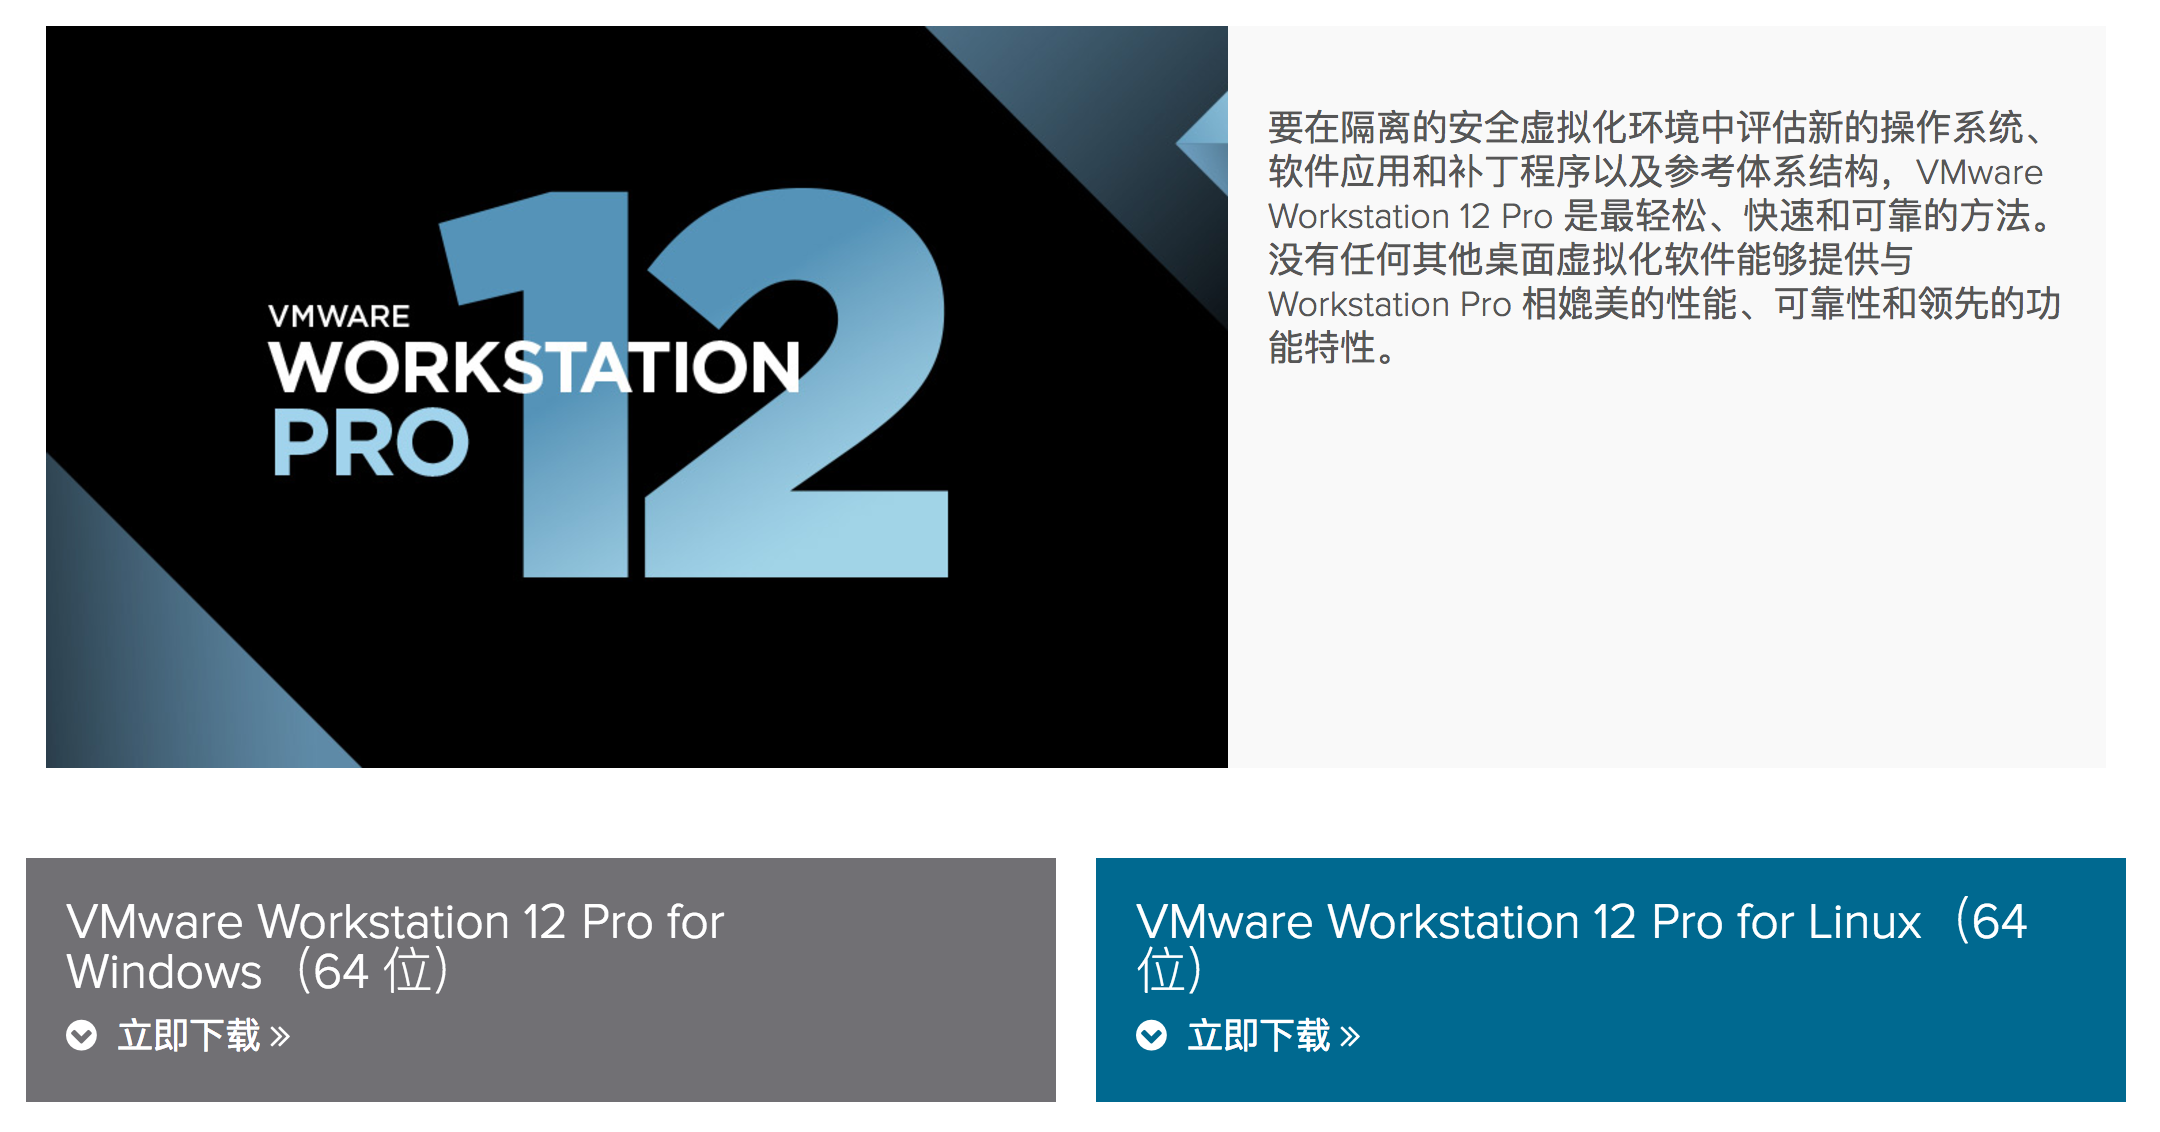 VMWARE
WORKSTATION
PRO
12
要在隔离的安全虚拟化环境中评估新的操作系统、
软件应用和补丁程序以及参考体系结构，VMware
Workstation 12 Pro 是最轻松、快速和可靠的方法。
没有任何其他桌面虚拟化软件能够提供与
Workstation Pro 相媲美的性能、可靠性和领先的功
能特性。
VMware Workstation 12 Pro for
Windows（64 位）
立即下载 »
VMware Workstation 12 Pro for Linux（64
位）
立即下载 »